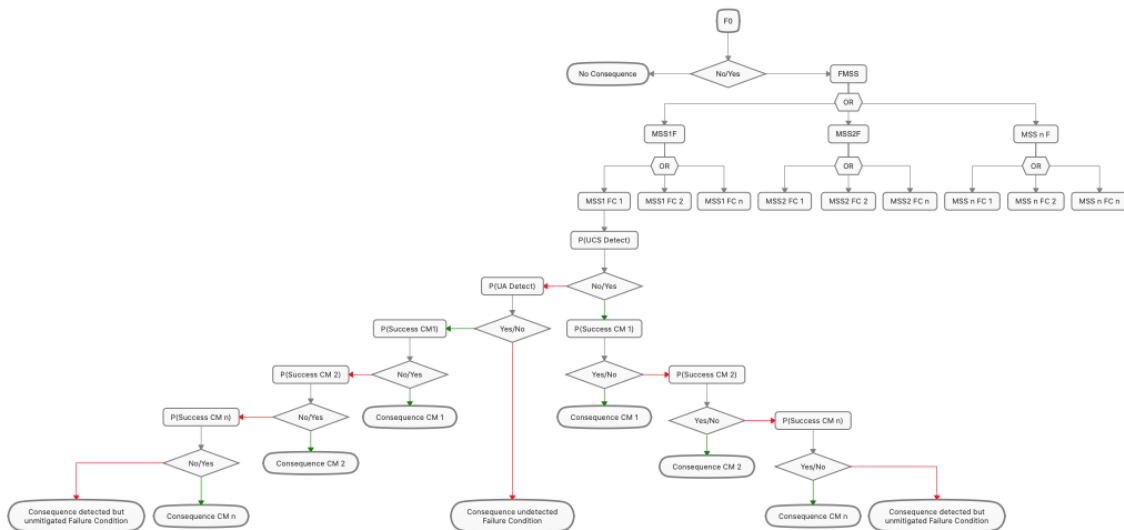 F0
No Consequence
No/Yes
FMSS
OR
MSS1F
MSS2F
MSS n F
OR
OR
OR
MSS1 FC 1
MSS1 FC 2
MSS1 FC n
MSS2 FC 1
MSS2 FC 2
MSS2 FC n
MSS n FC 1
MSS n FC 2
MSS n FC n
P(UCS Detect)
P(UA Detect)
No/Yes
P(Success CM1)
Yes/No
P(Success CM 1)
P(Success CM 2)
No/Yes
Yes/No
P(Success CM 2)
P(Success CM n)
No/Yes
Consequence CM 1
Consequence CM 1
Yes/No
P(Success CM n)
No/Yes
Consequence CM 2
Consequence CM 2
Yes/No
Consequence detected but
unmitigated Failure Condition
Consequence CM n
Consequence undetected
Failure Condition
Consequence CM n
Consequence detected but
unmitigated Failure Condition